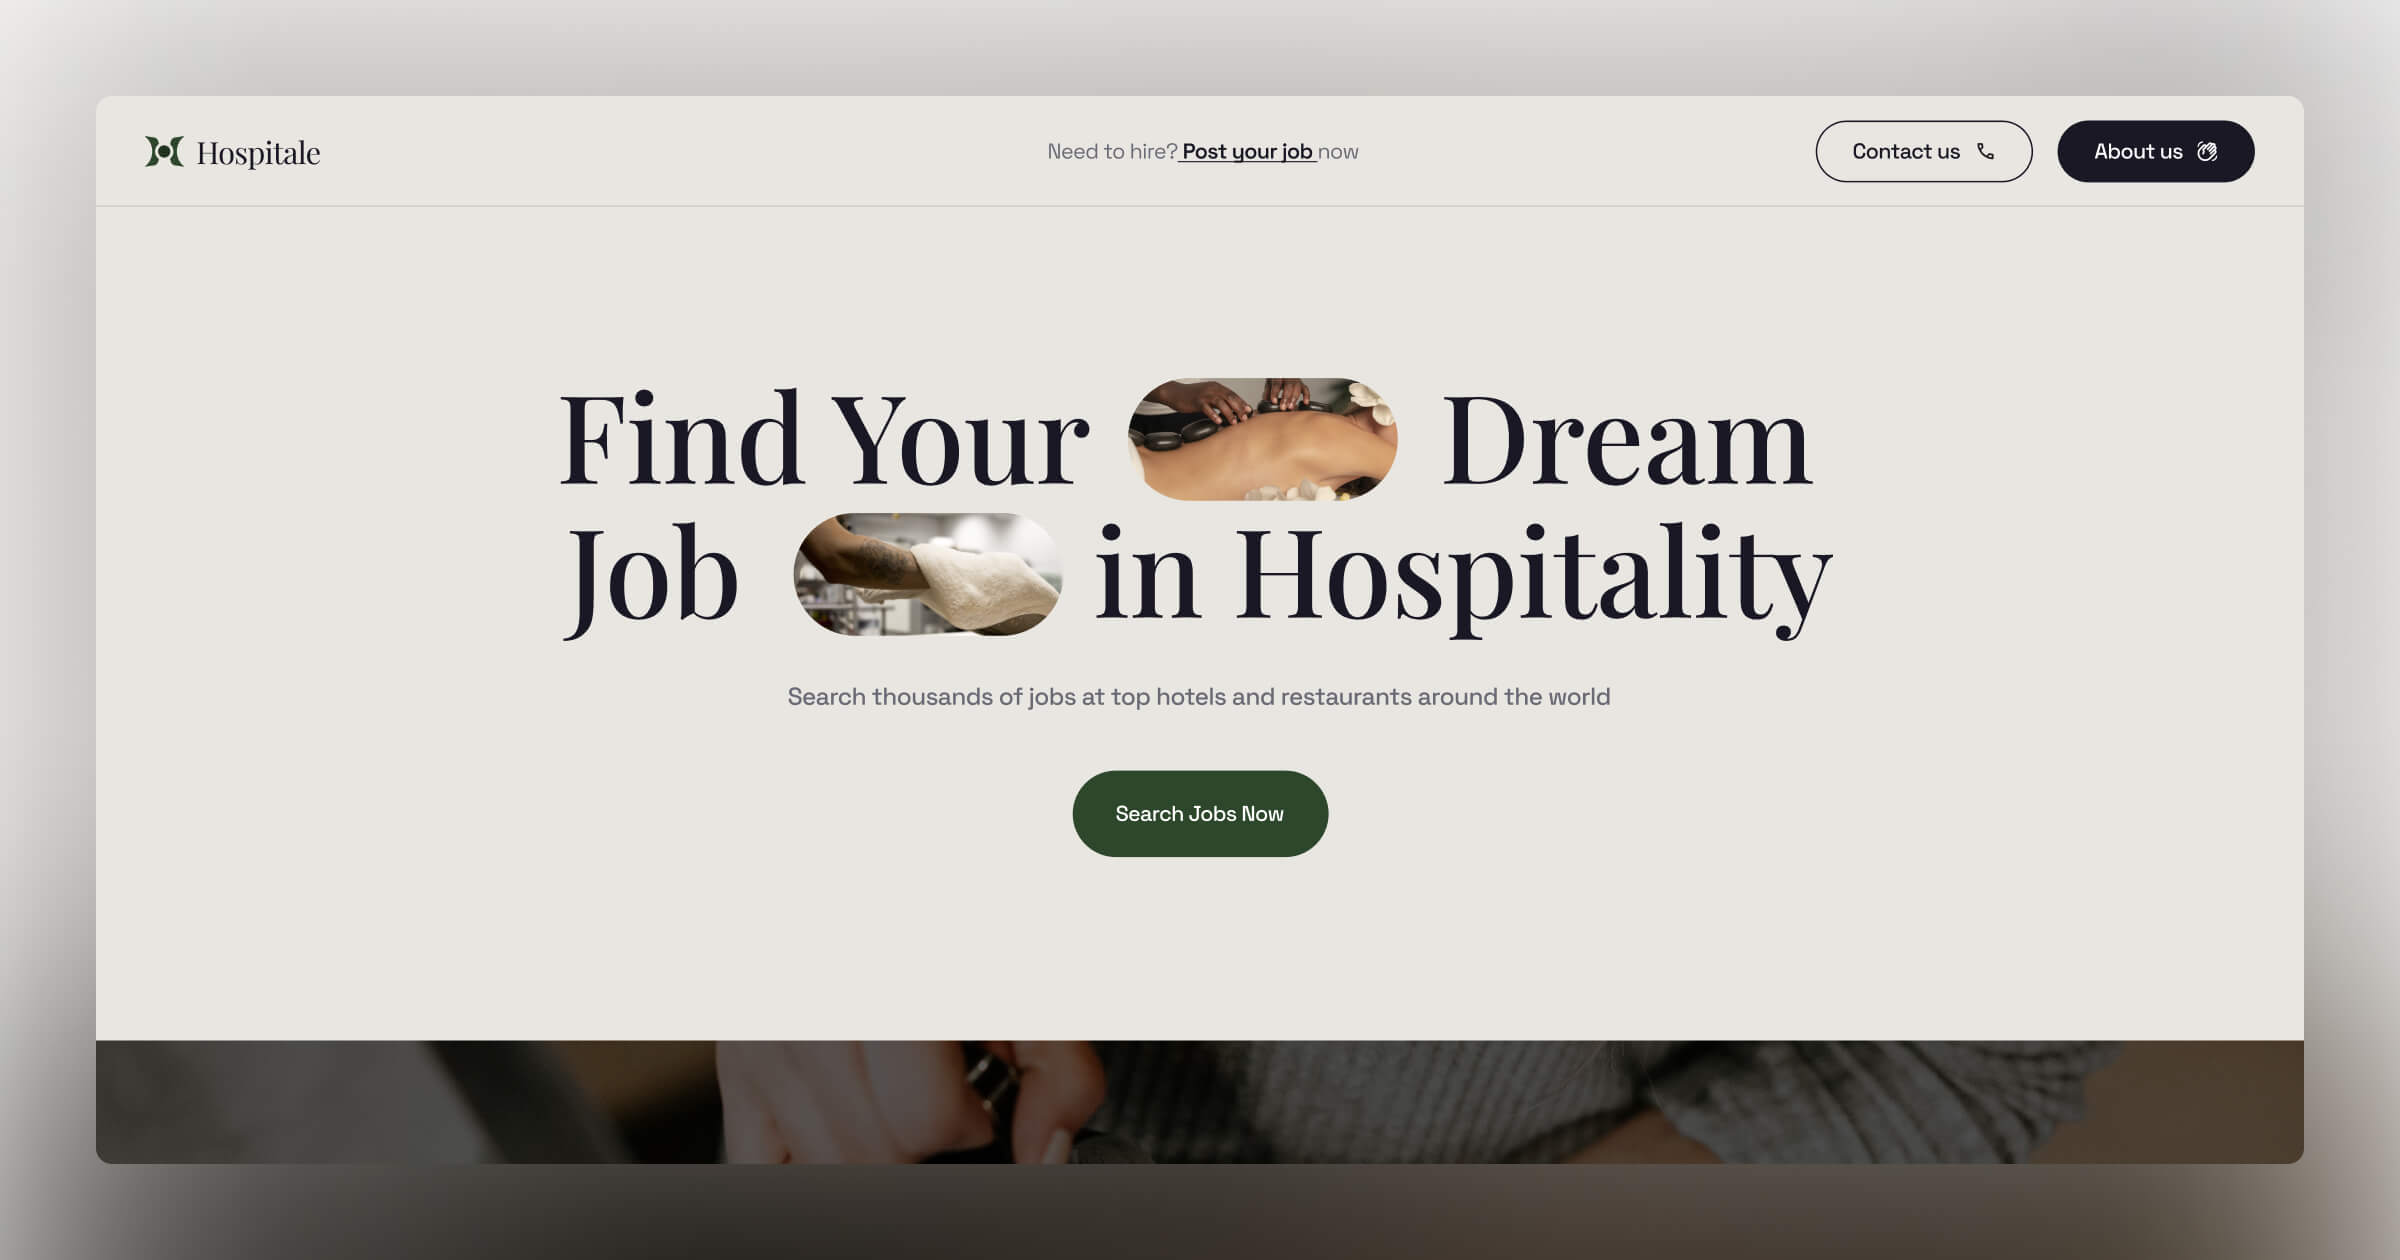 Hospitale
Need to hire? Post your job now
Contact us
About us
Find Your Dream
Job in Hospitality
Search thousands of jobs at top hotels and restaurants around the world
Search Jobs Now